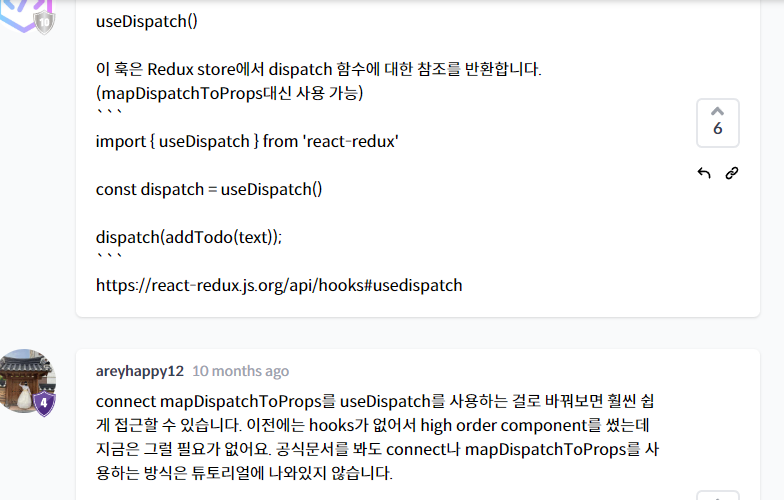 10
useDispatch()
이 훅은 Redux store에서 dispatch 함수에 대한 참조를 반환합니다.
(mapDispatchToProps대신 사용 가능)
```
import { useDispatch } from 'react-redux'
6
const dispatch = useDispatch()
dispatch(addTodo(text));
```
https://react-redux.js.org/api/hooks#usedispatch
areyhappy12 10 months ago
4
connect mapDispatchToProps를 useDispatch를 사용하는 걸로 바꿔보면 훨씬 쉽
게 접근할 수 있습니다. 이전에는 hooks가 없어서 high order component를 썼는데
지금은 그럴 필요가 없어요. 공식문서를 봐도 connect나 mapDispatchToProps를 사
용하는 방식은 튜토리얼에 나와있지 않습니다.